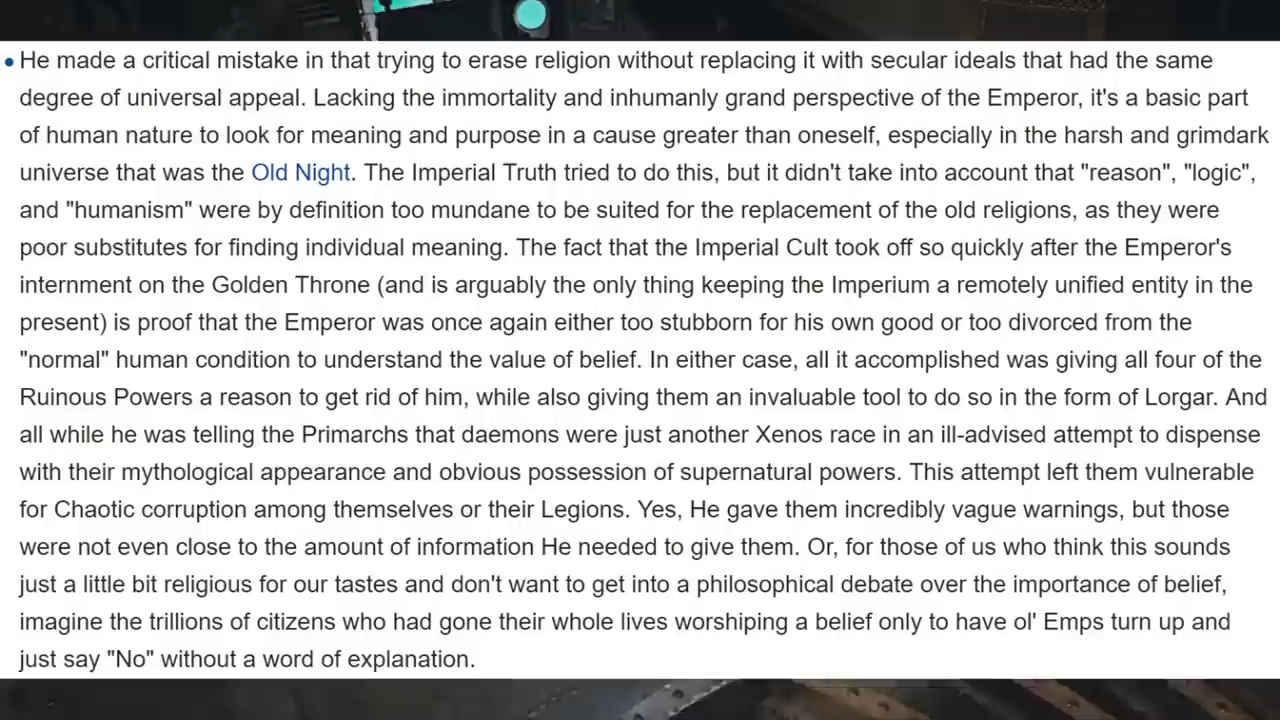 • He made a critical mistake in that trying to erase religion without replacing it with secular ideals that had the same
degree of universal appeal. Lacking the immortality and inhumanly grand perspective of the Emperor, it's a basic part
of human nature to look for meaning and purpose in a cause greater than oneself, especially in the harsh and grimdark
universe that was the Old Night. The Imperial Truth tried to do this, but it didn't take into account that "reason", "logic",
and "humanism" were by definition too mundane to be suited for the replacement of the old religions, as they were
poor substitutes for finding individual meaning. The fact that the Imperial Cult took off so quickly after the Emperor's
internment on the Golden Throne (and is arguably the only thing keeping the Imperium a remotely unified entity in the
present) is proof that the Emperor was once again either too stubborn for his own good or too divorced from the
"normal" human condition to understand the value of belief. In either case, all it accomplished was giving all four of the
Ruinous Powers a reason to get rid of him, while also giving them an invaluable tool to do so in the form of Lorgar. And
all while he was telling the Primarchs that daemons were just another Xenos race in an ill-advised attempt to dispense
with their mythological appearance and obvious possession of supernatural powers. This attempt left them vulnerable
for Chaotic corruption among themselves or their Legions. Yes, He gave them incredibly vague warnings, but those
were not even close to the amount of information He needed to give them. Or, for those of us who think this sounds
just a little bit religious for our tastes and don't want to get into a philosophical debate over the importance of belief,
imagine the trillions of citizens who had gone their whole lives worshiping a belief only to have ol' Emps turn up and
just say "No" without a word of explanation.